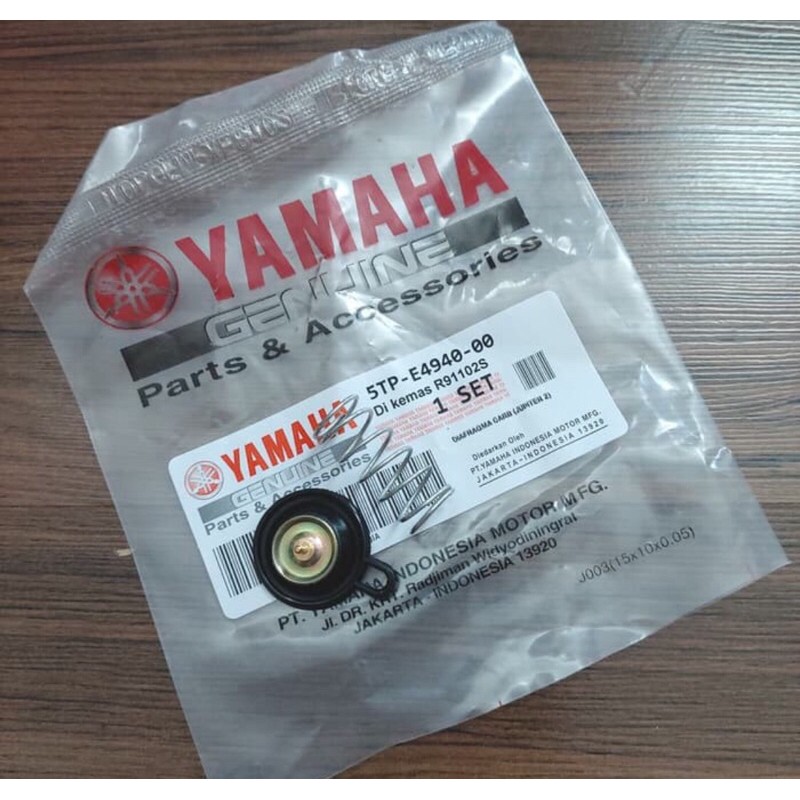 YAMAHA
GENUINE
Parts & Accessories
5TP-E4940-00
Di kemas R91102S
1 SET
YAMAHA
GENUINE
Parts & Accessories
DIAFRAGMA CARB (JUPITER Z)
Diedarkan Oleh
PT.YAMAHA INDONESIA MOTOR MFG.
JAKARTA-INDONESIA 13920
PT. YAMAHA INDONESIA MOTOR MFG.
Jl. DR. KRT. Radjiman Widyodiningrat
JAKARTA - INDONESIA 13920
J003(15x10x0.05)